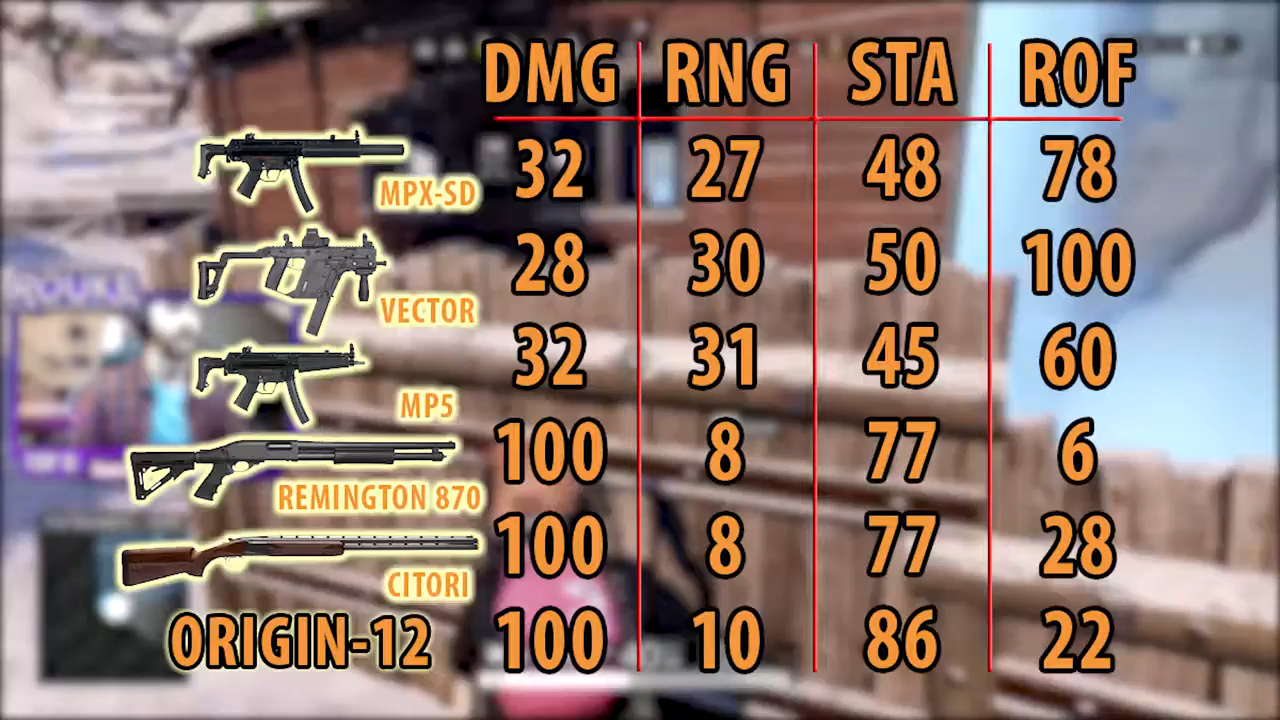 DMG RNG STA ROF
MPX-SD 32 27 48 78
VECTOR 28 30 50 100
MP5 32 31 45 60
REMINGTON 870 100 8 77 6
CITORI 100 8 77 28
ORIGIN-12 100 10 86 22